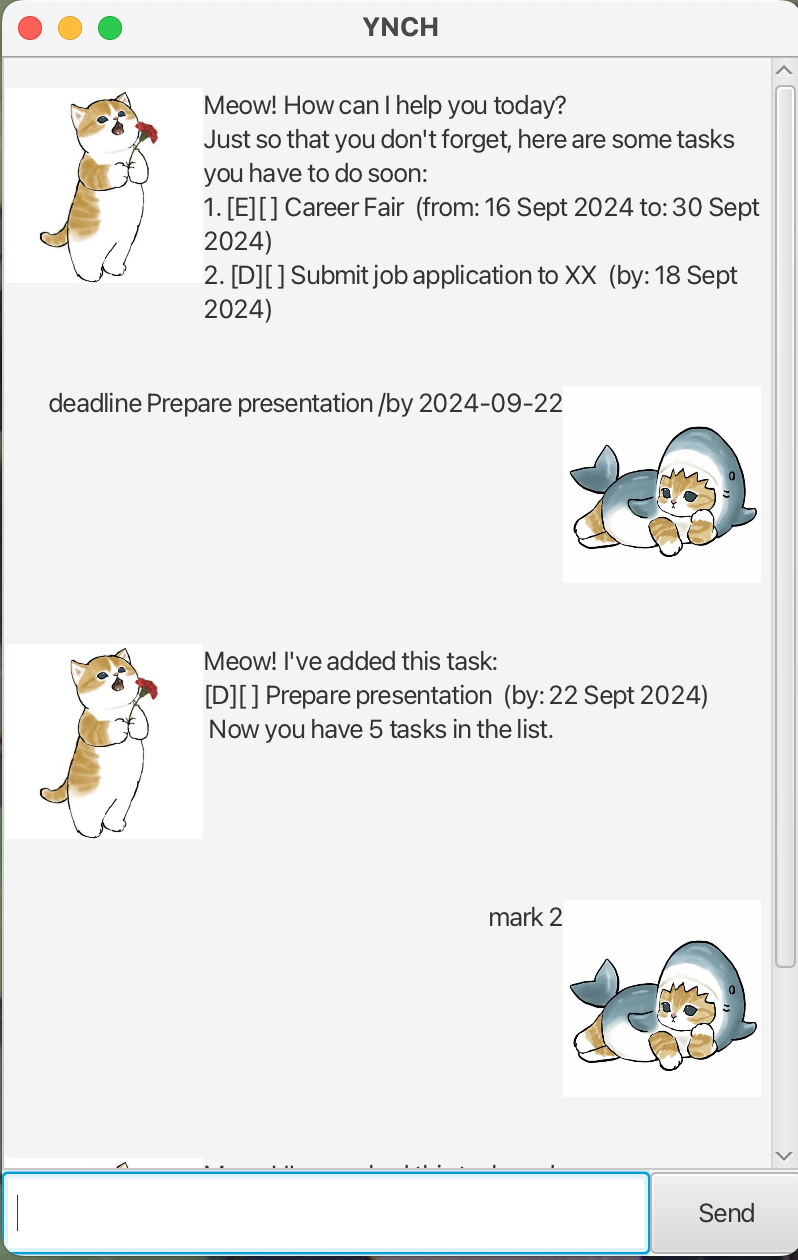 YNCH
Meow! How can I help you today?
Just so that you don't forget, here are some tasks
you have to do soon:
1. [E][ ] Career Fair  (from: 16 Sept 2024 to: 30 Sept
2024)
2. [D][ ] Submit job application to XX  (by: 18 Sept
2024)
deadline Prepare presentation /by 2024-09-22
Meow! I've added this task:
[D][ ] Prepare presentation  (by: 22 Sept 2024)
Now you have 5 tasks in the list.
mark 2
Send